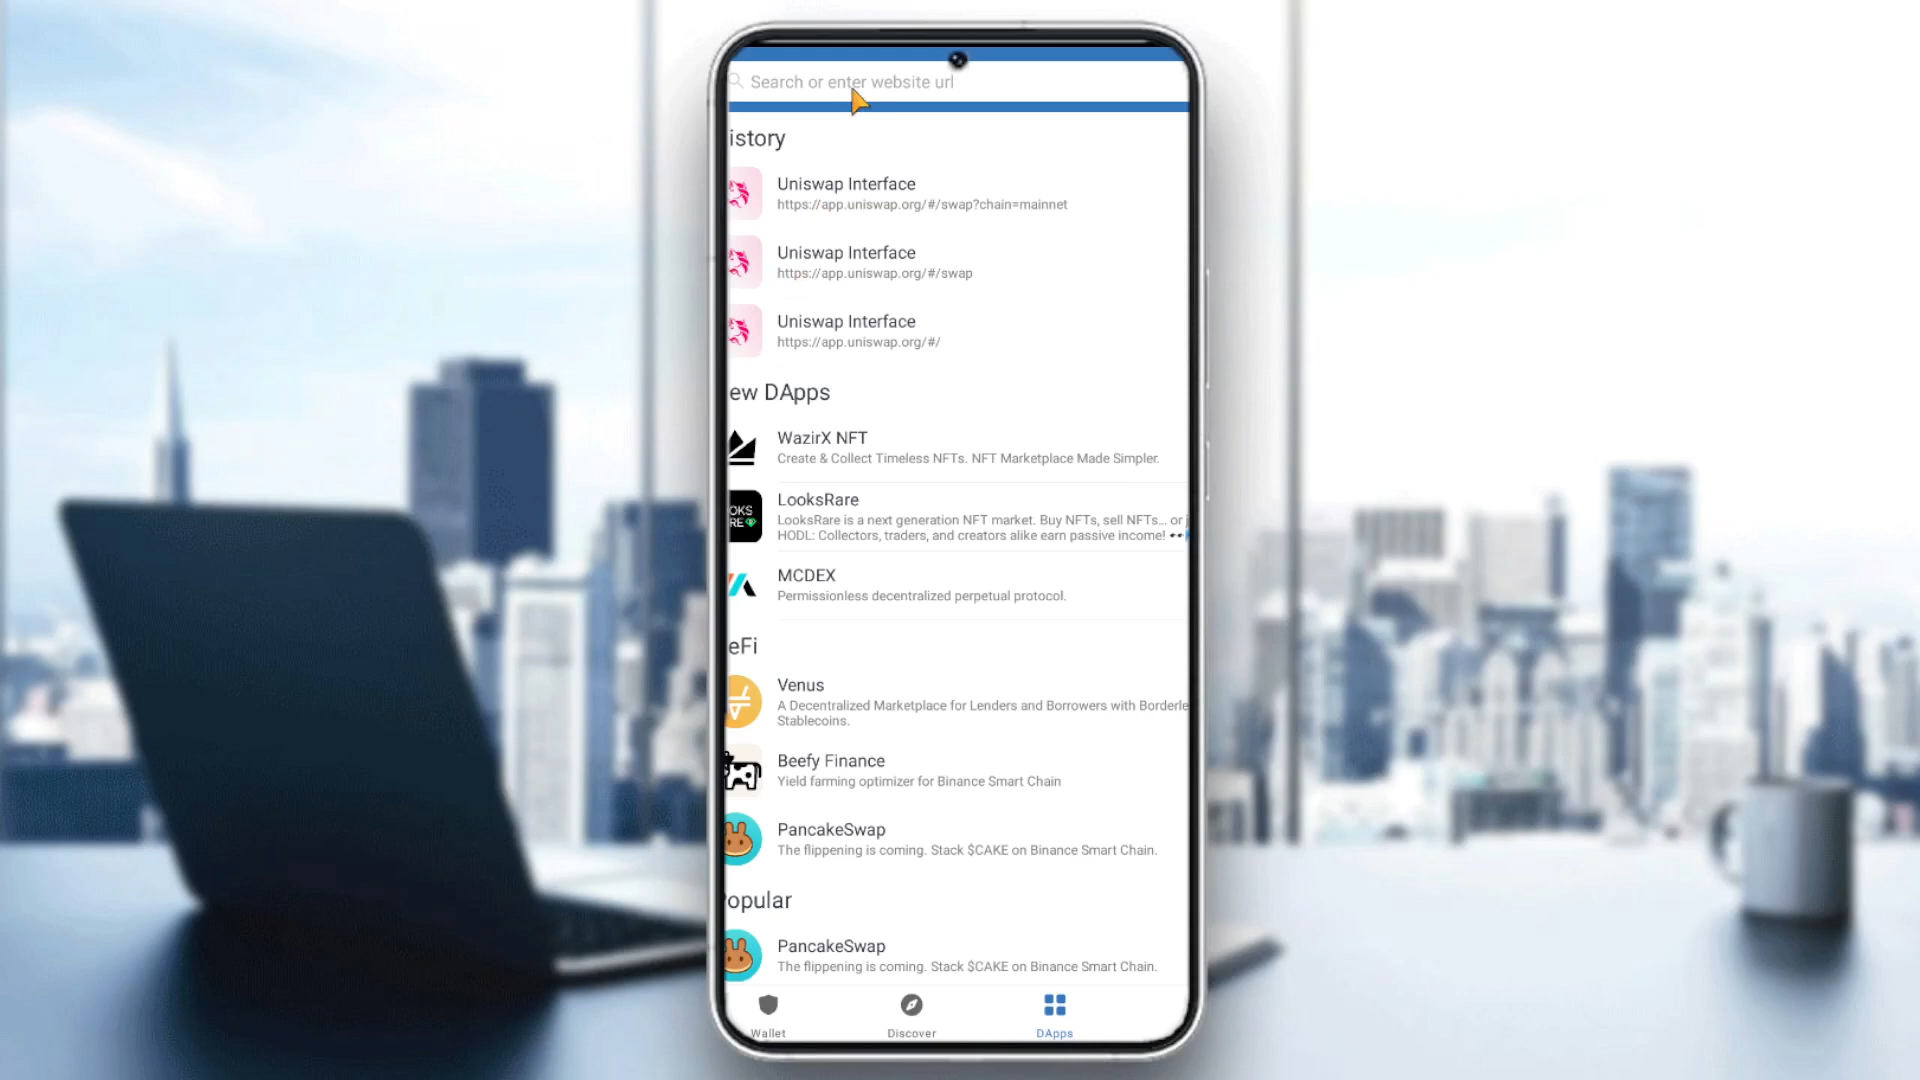 Search or enter website url
istory
Uniswap Interface
https://app.uniswap.org/#/swap?chain=mainnet
Uniswap Interface
https://app.uniswap.org/#/swap
Uniswap Interface
https://app.uniswap.org/#/
ew DApps
WazirX NFT
Create & Collect Timeless NFTs. NFT Marketplace Made Simpler.
OKS
RE
LooksRare
LooksRare is a next generation NFT market. Buy NFTs, sell NFTs... or j
HODL: Collectors, traders, and creators alike earn passive income!
MCDEX
Permissionless decentralized perpetual protocol.
eFi
Venus
A Decentralized Marketplace for Lenders and Borrowers with Borderle
Stablecoins.
Beefy Finance
Yield farming optimizer for Binance Smart Chain
PancakeSwap
The flippening is coming. Stack $CAKE on Binance Smart Chain.
opular
PancakeSwap
The flippening is coming. Stack $CAKE on Binance Smart Chain.
Wallet
Discover
DApps